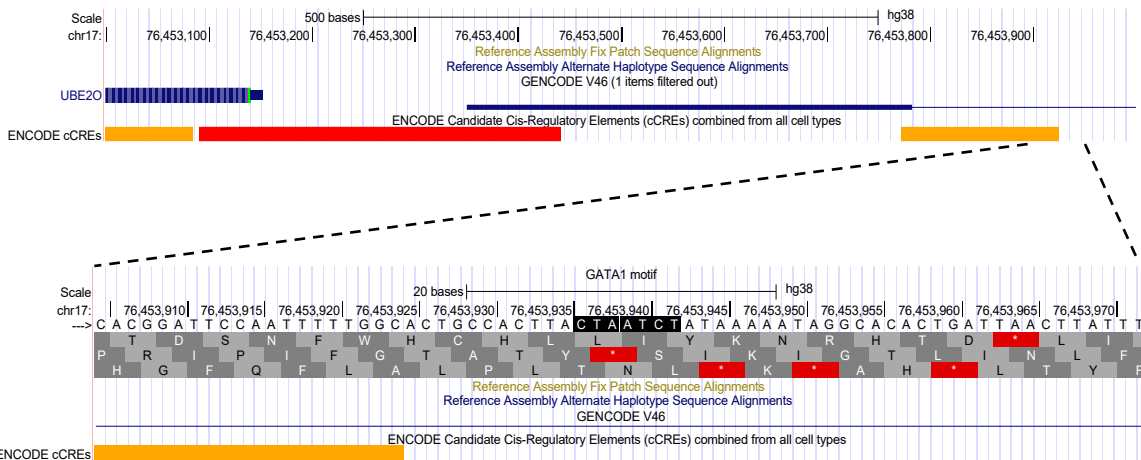 Scale 500 bases hg38
chr17: 76,453,100 76,453,200 76,453,300 76,453,400 76,453,500 76,453,600 76,453,700 76,453,800 76,453,900
Reference Assembly Fix Patch Sequence Alignments
Reference Assembly Alternate Haplotype Sequence Alignments
GENCODE V46 (1 items filtered out)
UBE2O
ENCODE Candidate Cis-Regulatory Elements (cCREs) combined from all cell types
ENCODE cCREs
GATA1 motif
Scale 20 bases hg38
chr17: 76,453,910 76,453,915 76,453,920 76,453,925 76,453,930 76,453,935 76,453,940 76,453,945 76,453,950 76,453,955 76,453,960 76,453,965 76,453,970
---> C A C G G A T T C C A A T T T T T G G C A C T G C C A C T T A C T A A T C T A T A A A A A T A G G C A C A C T G A T T A A C T T A T T T
T D S N F W H C H L L I Y K N R H T D * L I
P R I P I F G T A T Y * S I K I G T L I N L F
H G F Q F L A L P L T N L * K * A H * L T Y F
Reference Assembly Fix Patch Sequence Alignments
Reference Assembly Alternate Haplotype Sequence Alignments
GENCODE V46
ENCODE Candidate Cis-Regulatory Elements (cCREs) combined from all cell types
ENCODE cCREs